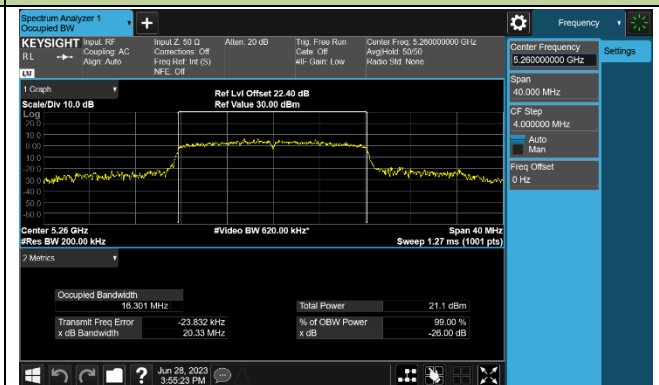 Spectrum Analyzer 1
Occupied BW
+
Frequency
KEYSIGHT
RL
LXI
Input: RF
Coupling: AC
Align: Auto
Input Z: 50 Ω
Corrections: Off
Freq Ref: Int (S)
NFE: Off
Atten: 20 dB
Trig: Free Run
Gate: Off
#IF Gain: Low
Center Freq: 5.260000000 GHz
Avg|Hold: 50/50
Radio Std: None
Center Frequency
5.260000000 GHz
Settings
Span
40.000 MHz
CF Step
4.000000 MHz
Auto
Man
Freq Offset
0 Hz
1 Graph
Scale/Div 10.0 dB
Ref Lvl Offset 22.40 dB
Ref Value 30.00 dBm
Log
20.0
10.0
0.00
-10.0
-20.0
-30.0
-40.0
-50.0
-60.0
Center 5.26 GHz
#Video BW 620.00 kHz*
Span 40 MHz
#Res BW 200.00 kHz
Sweep 1.27 ms (1001 pts)
2 Metrics
Occupied Bandwidth
16.301 MHz
Total Power 21.1 dBm
Transmit Freq Error -23.832 kHz
% of OBW Power 99.00 %
x dB Bandwidth 20.33 MHz
x dB -26.00 dB
?
Jun 28, 2023
3:55:23 PM